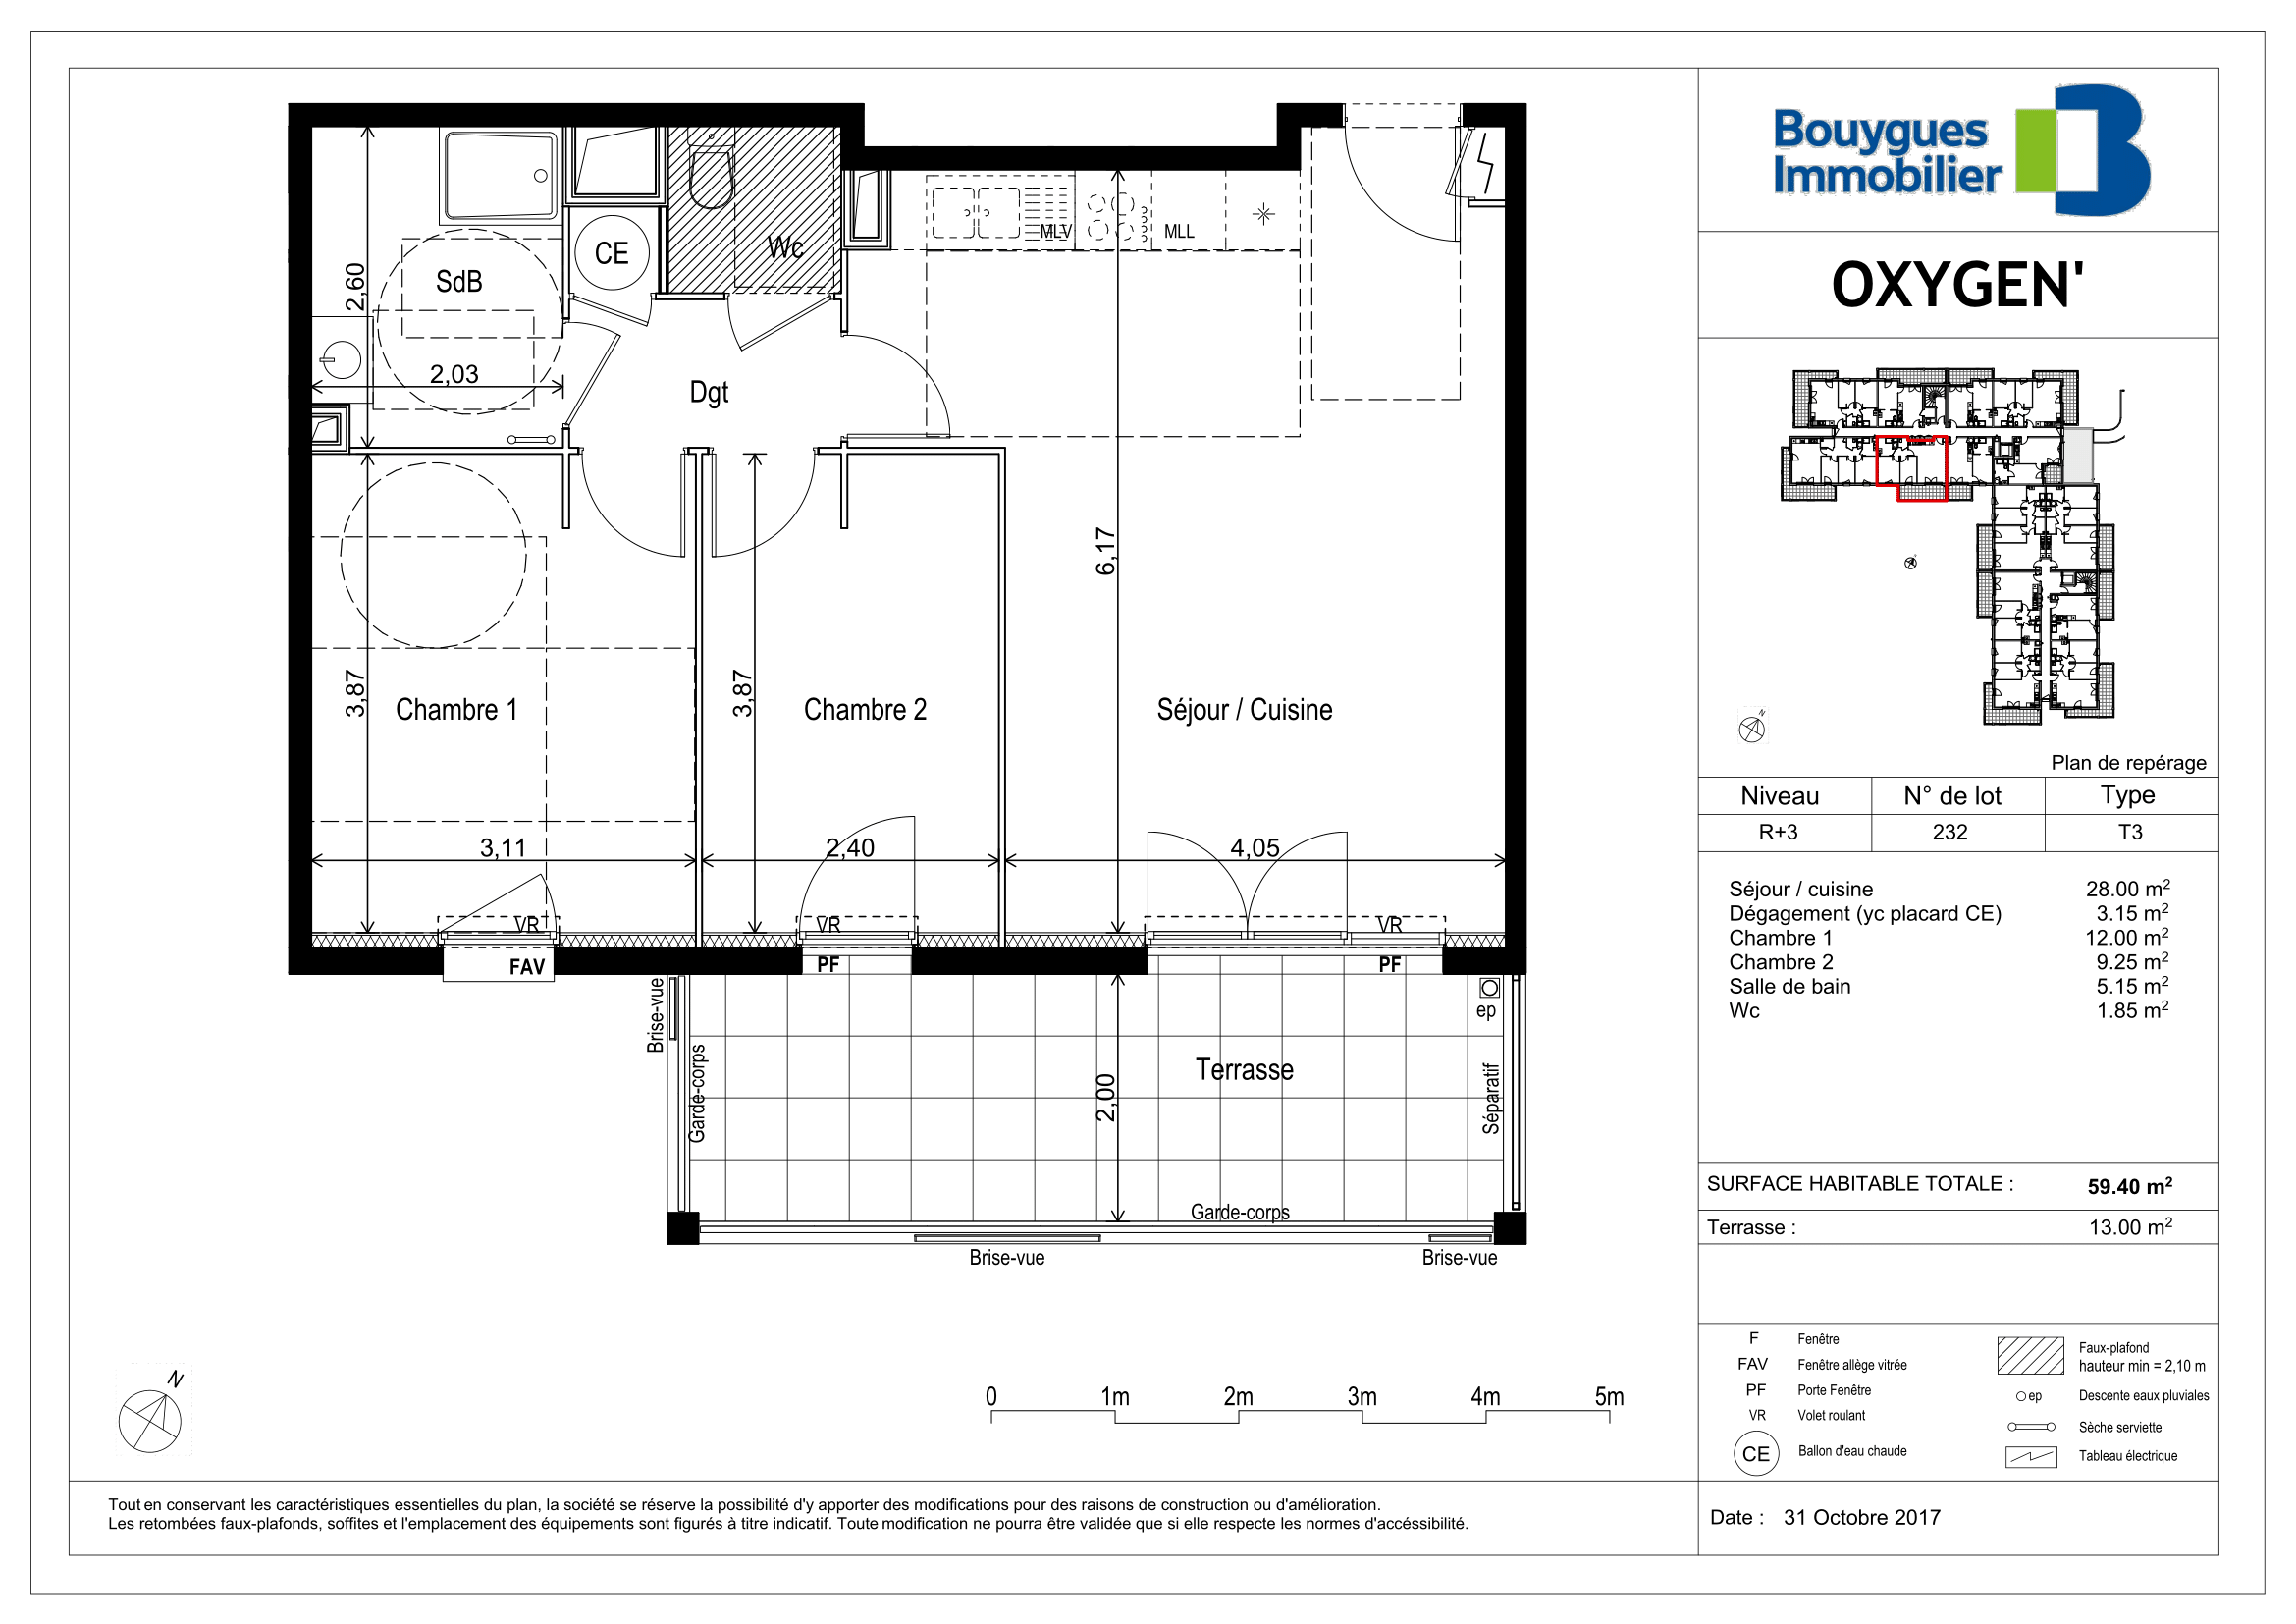 Bouygues
Immobilier
OXYGEN'
N
Plan de repérage
Niveau N° de lot Type
R+3 232 T3
Séjour / cuisine 28.00 m²
Dégagement (yc placard CE) 3.15 m²
Chambre 1 12.00 m²
Chambre 2 9.25 m²
Salle de bain 5.15 m²
Wc 1.85 m²
SURFACE HABITABLE TOTALE : 59.40 m²
Terrasse : 13.00 m²
F Fenêtre
FAV Fenêtre allège vitrée
PF Porte Fenêtre
VR Volet roulant
CE Ballon d'eau chaude
Faux-plafond
hauteur min = 2,10 m
ep Descente eaux pluviales
Sèche serviette
Tableau électrique
Date : 31 Octobre 2017
CE
Wc
MLV
MLL
SdB
2,60
2,03
Dgt
6,17
3,87
Chambre 1
3,87
Chambre 2
Séjour / Cuisine
3,11
2,40
4,05
VR
VR
VR
FAV
PF
PF
Brise-vue
Garde-corps
ep
Terrasse
2,00
Séparatif
Garde-corps
Brise-vue
Brise-vue
N
0 1m 2m 3m 4m 5m
Tout en conservant les caractéristiques essentielles du plan, la société se réserve la possibilité d'y apporter des modifications pour des raisons de construction ou d'amélioration.
Les retombées faux-plafonds, soffites et l'emplacement des équipements sont figurés à titre indicatif. Toute modification ne pourra être validée que si elle respecte les normes d'accéssibilité.